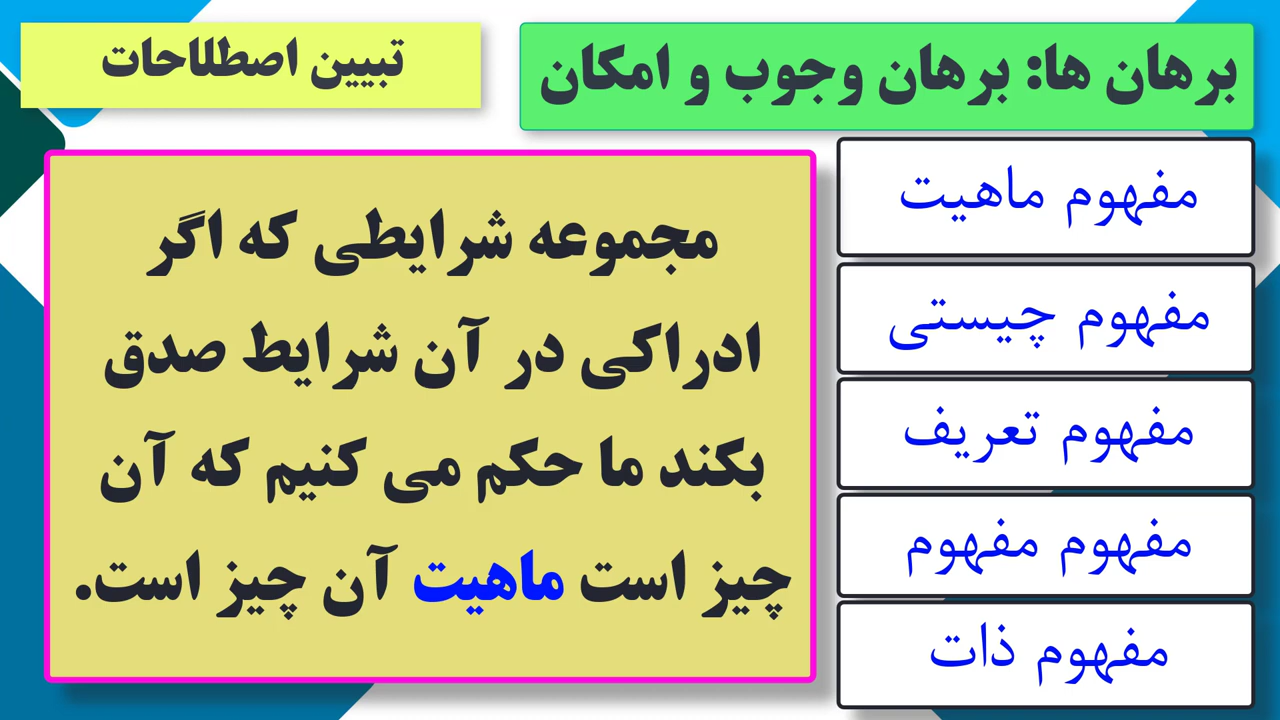 برهان ها: برهان وجوب و امکان
تبیین اصطلاحات
مفهوم ماهیت
مفهوم چیستی
مفهوم تعریف
مفهوم مفهوم
مفهوم ذات
مجموعه شرایطی که اگر
ادراکی در آن شرایط صدق
بکند ما حکم می کنیم که آن
چیز است ماهیت آن چیز است.